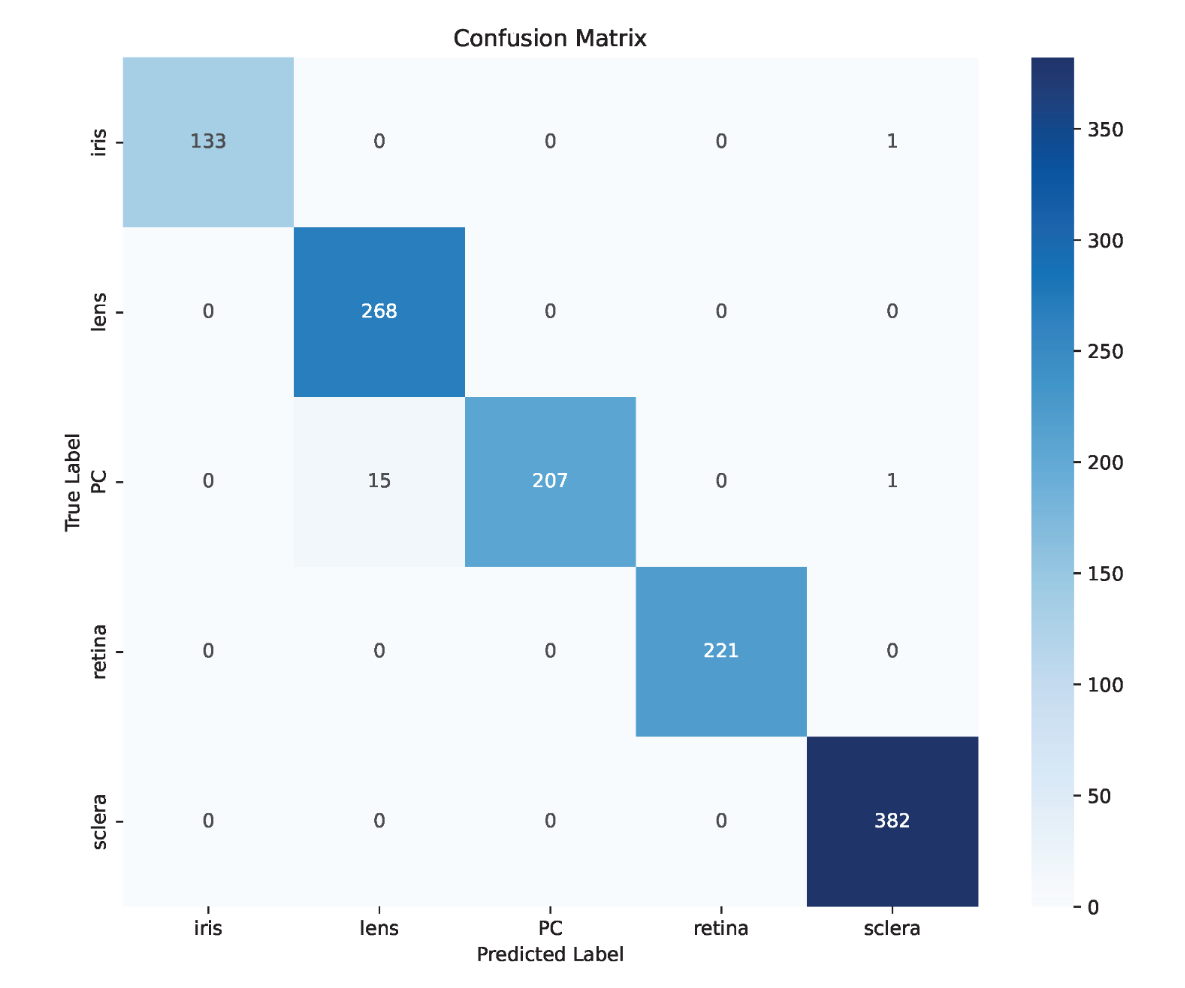 Confusion Matrix
iris 133 0 0 0 1
lens 0 268 0 0 0
PC 0 15 207 0 1
retina 0 0 0 221 0
sclera 0 0 0 0 382
True Label
iris lens PC retina sclera
Predicted Label
350
300
250
200
150
100
50
0